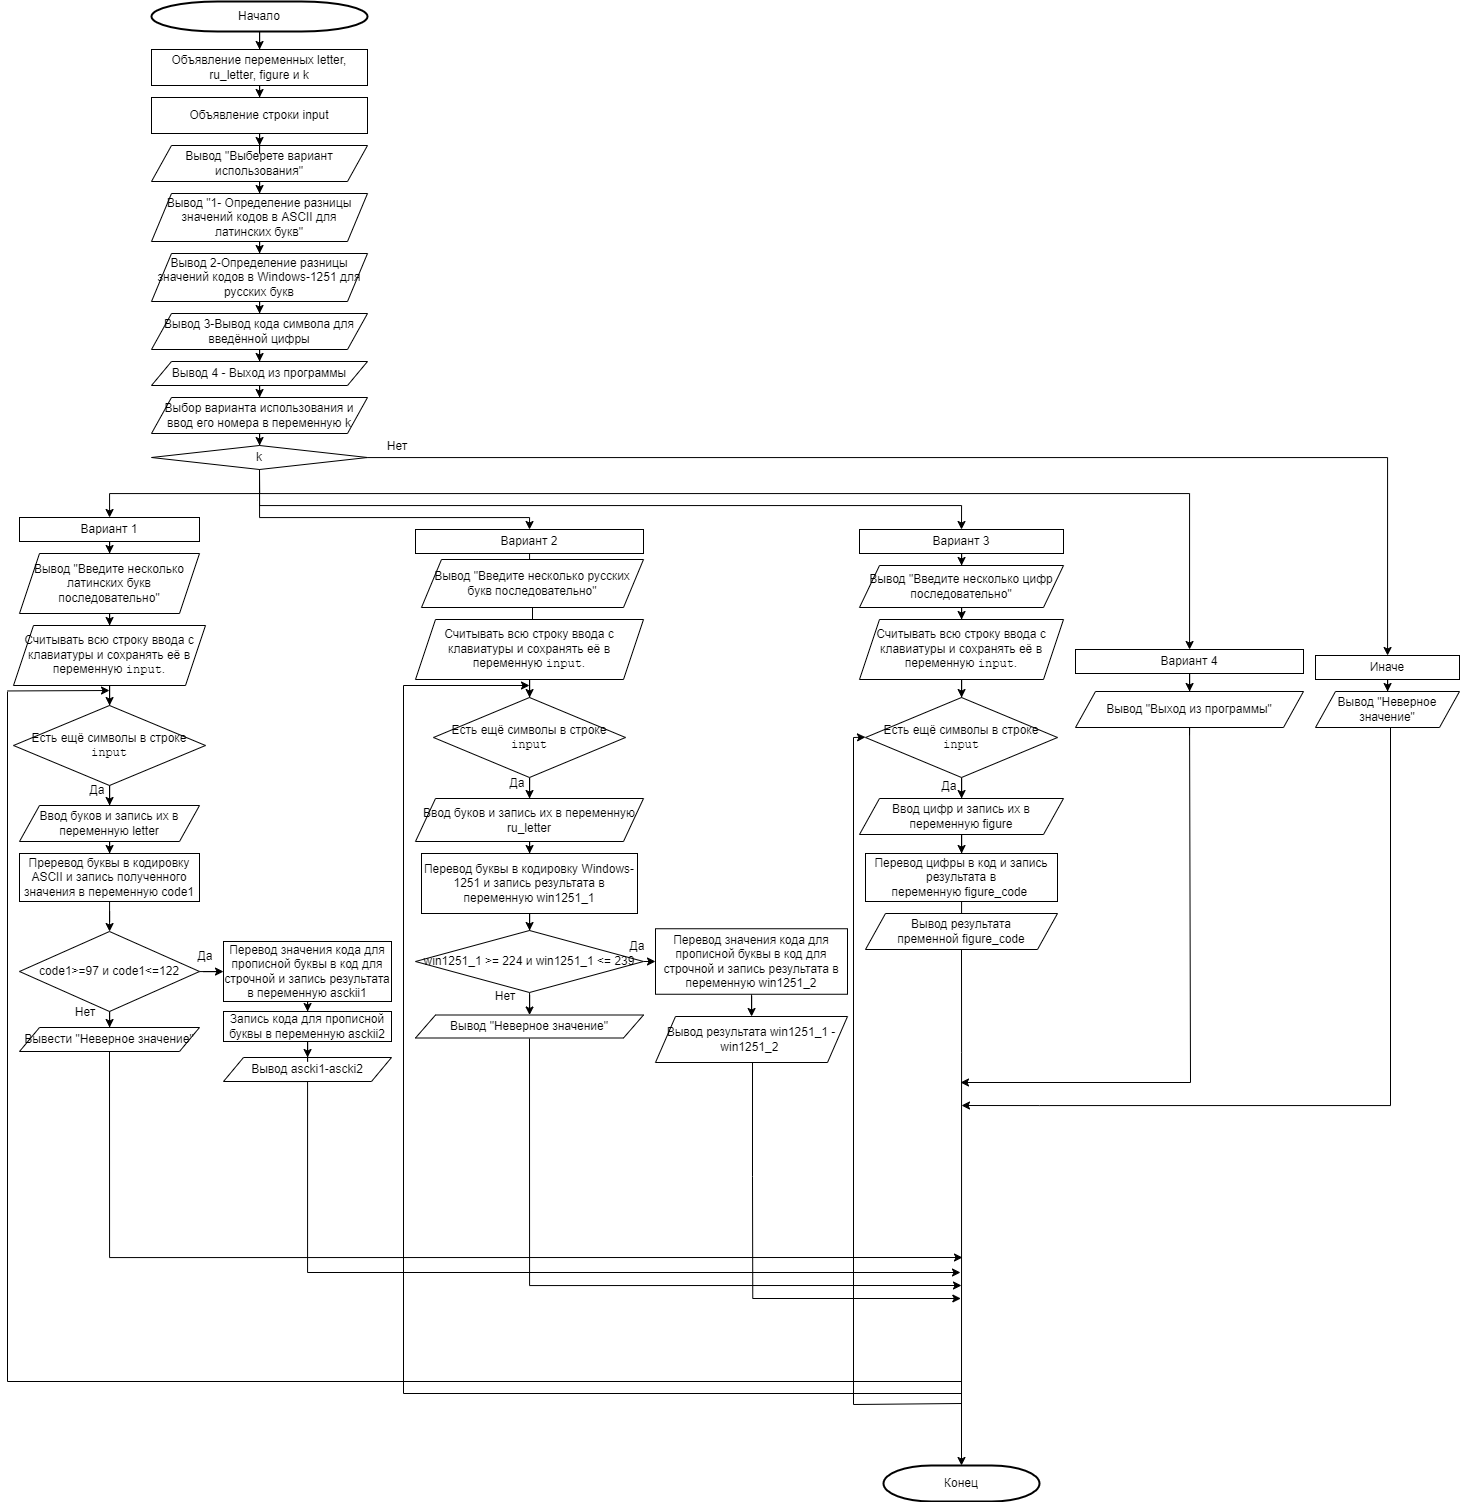 Начало
Объявление переменных letter,
ru_letter, figure и k
Объявление строки input
Вывод "Выберете вариант
использования"
Вывод "1- Определение разницы
значений кодов в ASCII для
латинских букв"
Вывод 2-Определение разницы
значений кодов в Windows-1251 для
русских букв
Вывод 3-Вывод кода символа для
введённой цифры
Вывод 4 - Выход из программы
Выбор варианта использования и
ввод его номера в переменную k
k
Нет
Вариант 1
Вывод "Введите несколько
латинских букв
последовательно"
Считывать всю строку ввода с
клавиатуры и сохранять её в
переменную input.
Есть ещё символы в строке
input
Да
Ввод буков и запись их в
переменную letter
Преревод буквы в кодировку
ASCII и запись полученного
значения в переменную code1
code1>=97 и code1<=122
Да
Нет
Вывести "Неверное значение"
Перевод значения кода для
прописной буквы в код для
строчной и запись результата
в переменную asckii1
Запись кода для прописной
буквы в переменную asckii2
Вывод ascki1-ascki2
Вариант 2
Вывод "Введите несколько русских
букв последовательно"
Считывать всю строку ввода с
клавиатуры и сохранять её в
переменную input.
Есть ещё символы в строке
input
Да
Ввод буков и запись их в переменную
ru_letter
Перевод буквы в кодировку Windows-
1251 и запись результата в
переменную win1251_1
win1251_1 >= 224 и win1251_1 <= 239
Да
Нет
Вывод "Неверное значение"
Перевод значения кода для
прописной буквы в код для
строчной и запись результата в
переменную win1251_2
Вывод результата win1251_1 -
win1251_2
Вариант 3
Вывод "Введите несколько цифр
последовательно"
Считывать всю строку ввода с
клавиатуры и сохранять её в
переменную input.
Есть ещё символы в строке
input
Да
Ввод цифр и запись их в
переменную figure
Перевод цифры в код и запись
результата в
переменную figure_code
Вывод результата
пременной figure_code
Вариант 4
Вывод "Выход из программы"
Иначе
Вывод "Неверное
значение"
Конец